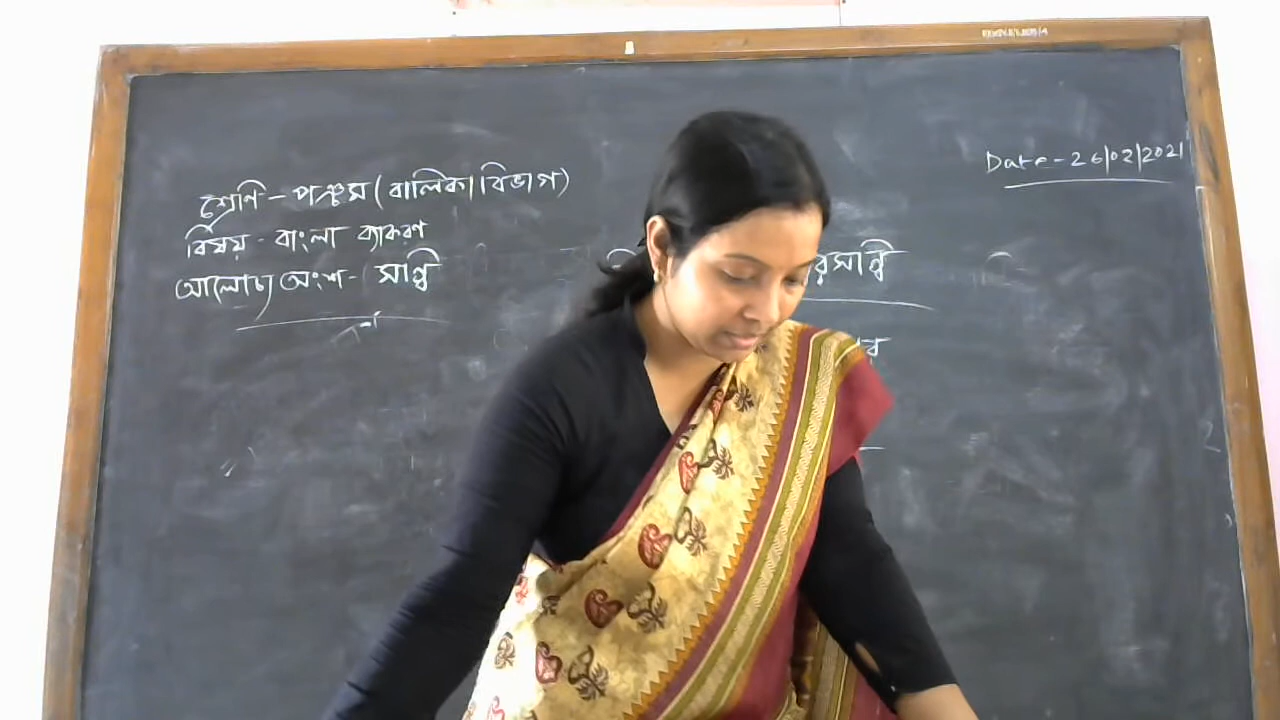 শ্রেণি - পঞ্চম (বালিকা বিভাগ)
বিষয় - বাংলা ব্যাকরণ
আলোচ্য অংশ - সন্ধি
Date - 26/02/2021